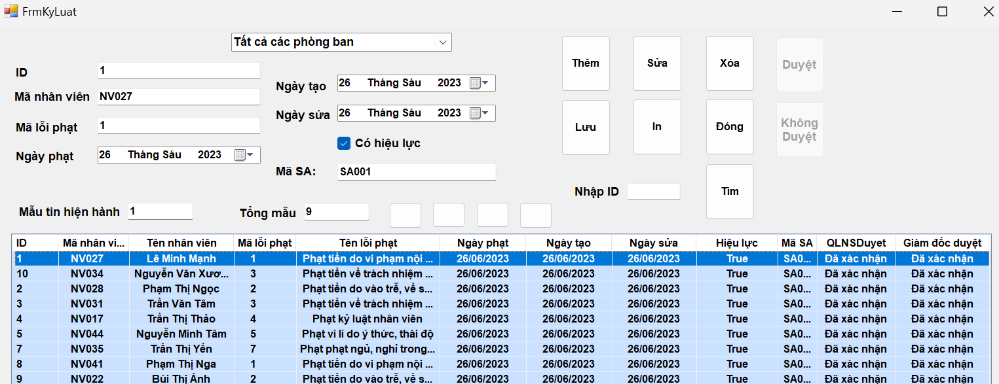 FrmKyLuat
Tất cả các phòng ban
ID 1
Mã nhân viên NV027
Mã lỗi phạt 1
Ngày phạt 26 Tháng Sáu 2023
Ngày tạo 26 Tháng Sáu 2023
Ngày sửa 26 Tháng Sáu 2023
Có hiệu lực
Mã SA: SA001
Thêm Sửa Xóa Duyệt
Lưu In Đóng Không Duyệt
Nhập ID Tìm
Mẫu tin hiện hành 1 Tổng mẫu 9
ID Mã nhân vi... Tên nhân viên Mã lỗi phạt Tên lỗi phạt Ngày phạt Ngày tạo Ngày sửa Hiệu lực Mã SA QLNSDuyet Giám đốc duyệt
1 NV027 Lê Minh Mạnh 1 Phạt tiền do vi phạm nội ... 26/06/2023 26/06/2023 26/06/2023 True SA0... Đã xác nhận Đã xác nhận
10 NV034 Nguyễn Văn Xươ... 3 Phạt tiền về trách nhiệm ... 26/06/2023 26/06/2023 26/06/2023 True SA0... Đã xác nhận Đã xác nhận
2 NV028 Phạm Thị Ngọc 2 Phạt tiền do vào trễ, về s... 26/06/2023 26/06/2023 26/06/2023 True SA0... Đã xác nhận Đã xác nhận
3 NV031 Trần Văn Tâm 3 Phạt tiền về trách nhiệm ... 26/06/2023 26/06/2023 26/06/2023 True SA0... Đã xác nhận Đã xác nhận
4 NV017 Trần Thị Thảo 4 Phạt kỷ luật nhân viên 26/06/2023 26/06/2023 26/06/2023 True SA0... Đã xác nhận Đã xác nhận
5 NV044 Nguyễn Minh Tâm 5 Phạt vì lí do ý thức, thái độ 26/06/2023 26/06/2023 26/06/2023 True SA0... Đã xác nhận Đã xác nhận
7 NV035 Trần Thị Yến 7 Phạt phạt ngủ, nghỉ trong... 26/06/2023 26/06/2023 26/06/2023 True SA0... Đã xác nhận Đã xác nhận
8 NV041 Phạm Thị Nga 1 Phạt tiền do vi phạm nội ... 26/06/2023 26/06/2023 26/06/2023 True SA0... Đã xác nhận Đã xác nhận
9 NV022 Bùi Thị Ánh 2 Phạt tiền do vào trễ, về s... 26/06/2023 26/06/2023 26/06/2023 True SA0... Đã xác nhận Đã xác nhận